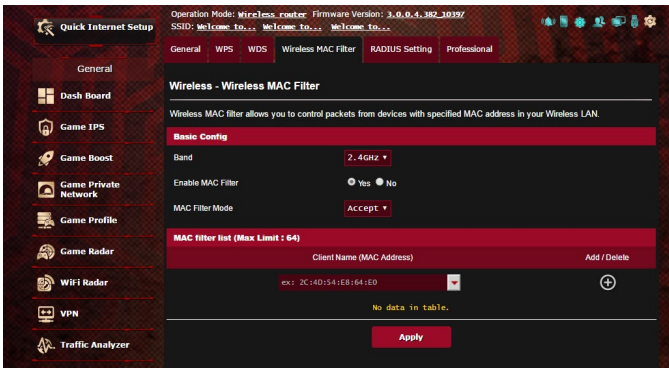 Quick Internet Setup
General
Dash Board
Game IPS
Game Boost
Game Private
Network
Game Profile
Game Radar
WiFi Radar
VPN
Traffic Analyzer
Operation Mode: Wireless router Firmware Version: 3.0.0.4.382_10397
SSID: Welcome to... Welcome to... Welcome to...
General WPS WDS Wireless MAC Filter RADIUS Setting Professional
Wireless - Wireless MAC Filter
Wireless MAC filter allows you to control packets from devices with specified MAC address in your Wireless LAN.
Basic Config
Band 2.4GHz
Enable MAC Filter Yes No
MAC Filter Mode Accept
MAC filter list (Max Limit : 64)
Client Name (MAC Address) Add / Delete
ex: 2C:4D:54:E8:64:E0
No data in table.
Apply